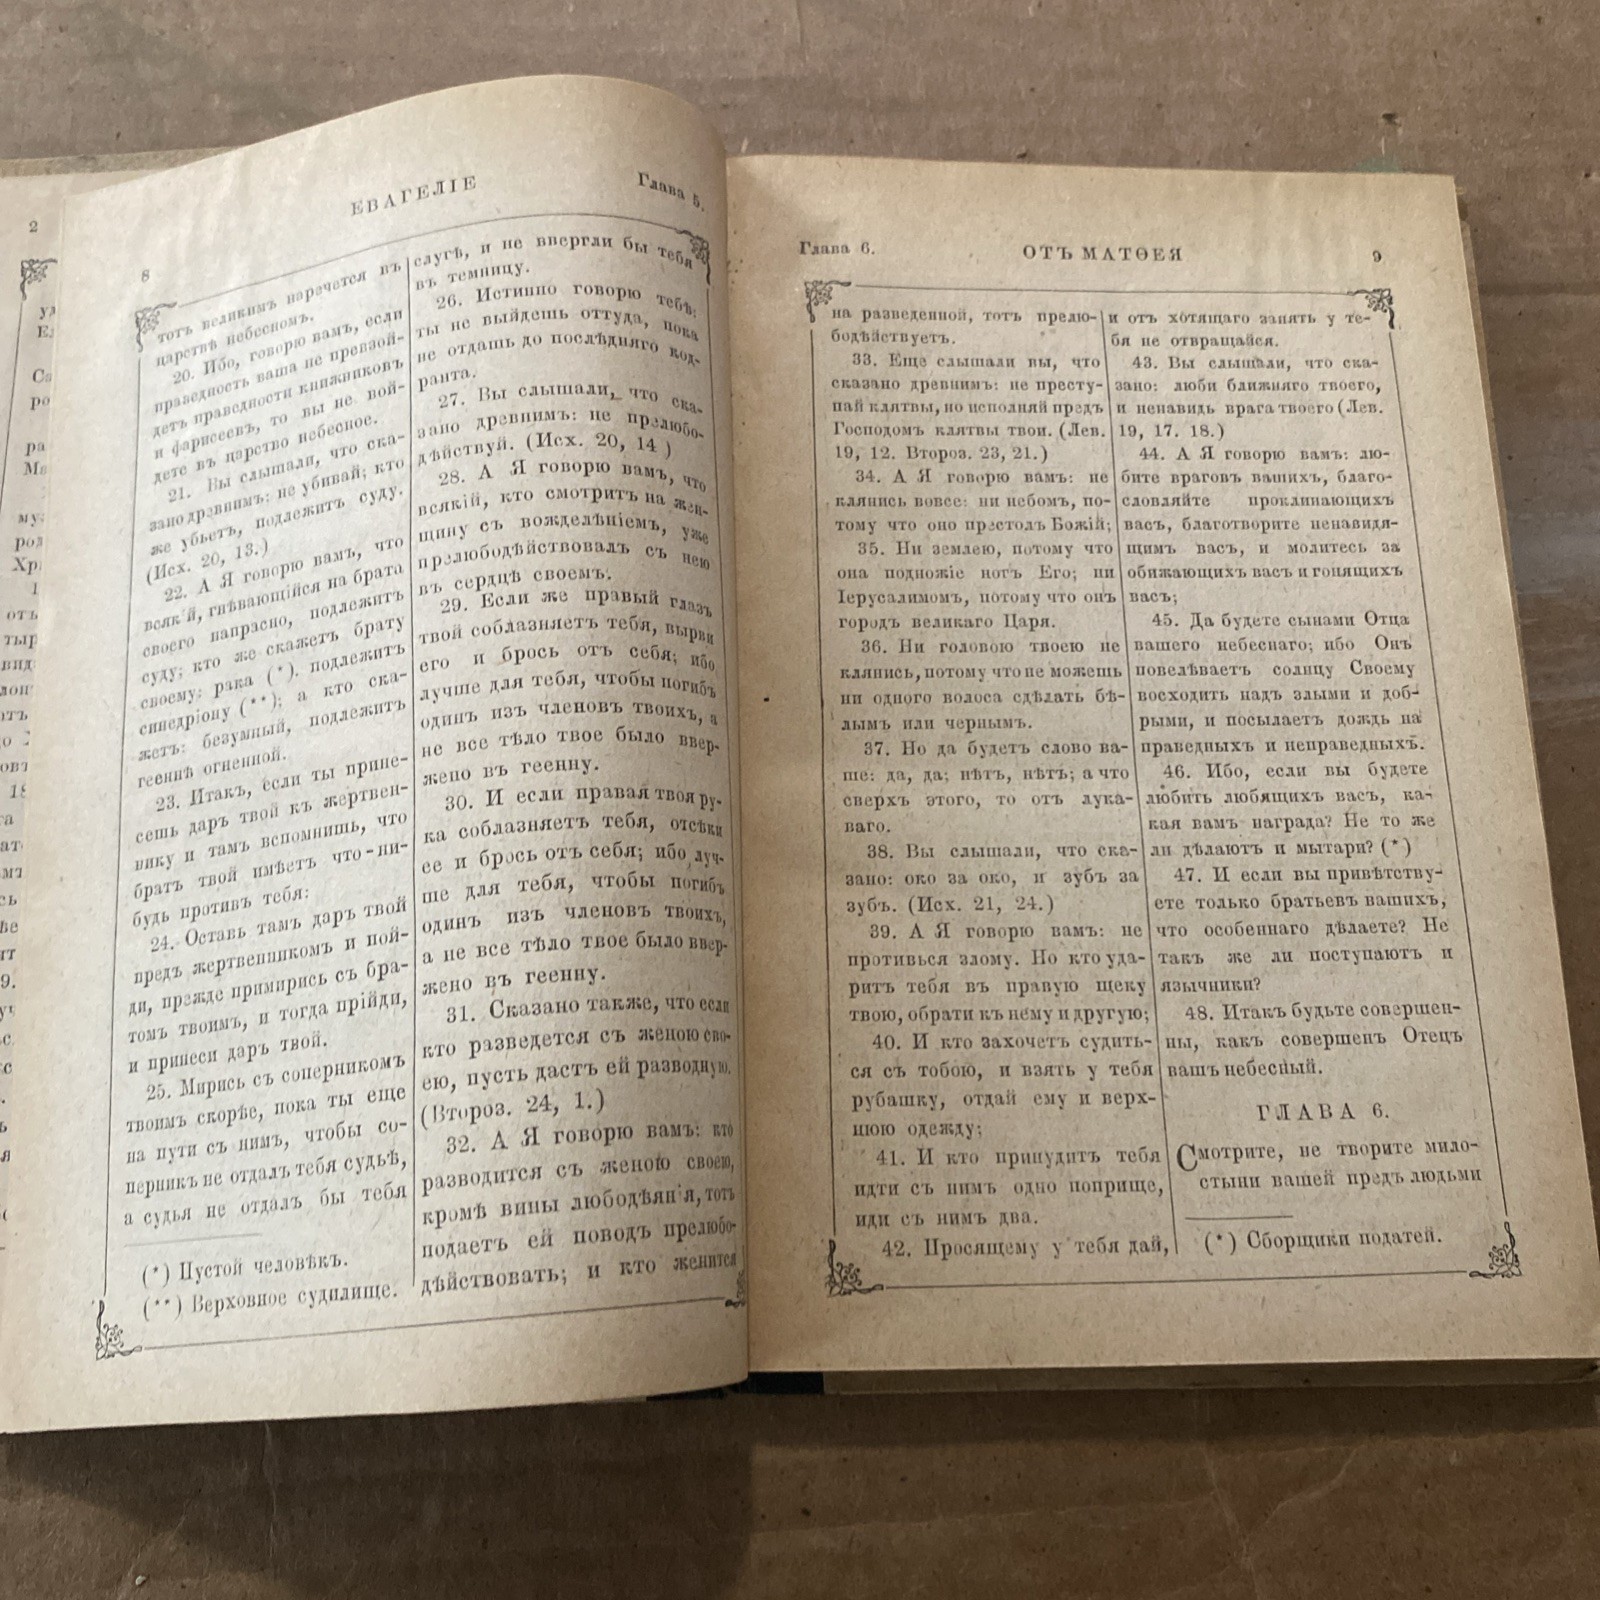 8
ЕВАГЕЛІЕ
Глава 5.
тотъ великимъ наречется въ
царствѣ небесномъ.
20. Ибо, говорю вамъ, если
праведность ваша не превзой-
детъ праведности книжниковъ
и фарисеевъ, то вы не вой-
дете въ царство небесное.
21. Вы слышали, что ска-
зано древнимъ: не убивай; кто
же убьетъ, подлежитъ суду.
(Исх. 20, 13.)
22. А Я говорю вамъ, что
всякій, гнѣвающійся на брата
своего напрасно, подлежитъ
суду; кто же скажетъ брату
своему: рака (*). подлежитъ
синедріону (**); а кто ска-
жетъ: безумный, подлежитъ
гееннѣ огненной.
23. Итакъ, если ты прине-
сешь даръ твой къ жертвен-
нику и тамъ вспомнишь, что
братъ твой имѣетъ что-ни-
будь противъ тебя:
24. Оставь тамъ даръ твой
предъ жертвенникомъ и пой-
ди, прежде примирись съ бра-
томъ твоимъ, и тогда прійди,
и принеси даръ твой.
25. Мирись съ соперникомъ
твоимъ скорѣе, пока ты еще
на пути съ нимъ, чтобы со-
перникъ не отдалъ тебя судьѣ,
а судья не отдалъ бы тебя
(*) Пустой человѣкъ.
(**) Верховное судилище.
слугѣ, и не ввергли бы тебя
въ темницу.
26. Истинно говорю тебѣ:
ты не выйдешь оттуда, пока
не отдашь до послѣдняго код-
ранта.
27. Вы слышали, что ска-
зано древнимъ: не прелюбо-
дѣйствуй. (Исх. 20, 14 )
28. А Я говорю вамъ, что
всякій, кто смотритъ на жен-
щину съ вожделѣніемъ, уже
прелюбодѣйствовалъ съ нею
въ сердцѣ своемъ.
29. Если же правый глазъ
твой соблазняетъ тебя, вырви
его и брось отъ себя; ибо
лучше для тебя, чтобы погибъ
одинъ изъ членовъ твоихъ, а
не все тѣло твое было ввер-
жено въ геенну.
30. И если правая твоя ру-
ка соблазняетъ тебя, отсѣки
ее и брось отъ себя; ибо луч-
ше для тебя, чтобы погибъ
одинъ изъ членовъ твоихъ,
а не все тѣло твое было ввер-
жено въ геенну.
31. Сказано также, что если
кто разведется съ женою сво-
ею, пусть дастъ ей разводную.
(Второз. 24, 1.)
32. А Я говорю вамъ: кто
разводится съ женою своею,
кромѣ вины любодѣянія, тотъ
подаетъ ей поводъ прелюбо-
дѣйствовать; и кто женится
Глава 6.
ОТЪ МАТѲЕЯ
9
на разведенной, тотъ прелю-
бодѣйствуетъ.
33. Еще слышали вы, что
сказано древнимъ: не престу-
пай клятвы, но исполняй предъ
Господомъ клятвы твои. (Лев.
19, 12. Второз. 23, 21.)
34. А Я говорю вамъ: не
клянись вовсе: ни небомъ, по-
тому что оно престолъ Божій;
35. Ни землею, потому что
она подножіе ногъ Его; ни
Іерусалимомъ, потому что онъ
городъ великаго Царя.
36. Ни головою твоею не
клянись, потому что не можешь
ни одного волоса сдѣлать бѣ-
лымъ или чернымъ.
37. Но да будетъ слово ва-
ше: да, да; нѣтъ, нѣтъ; а что
сверхъ этого, то отъ лука-
ваго.
38. Вы слышали, что ска-
зано: око за око, и зубъ за
зубъ. (Исх. 21, 24.)
39. А Я говорю вамъ: не
противься злому. Но кто уда-
ритъ тебя въ правую щеку
твою, обрати къ нему и другую;
40. И кто захочетъ судить-
ся съ тобою, и взять у тебя
рубашку, отдай ему и верх-
нюю одежду;
41. И кто принудитъ тебя
идти съ нимъ одно поприще,
иди съ нимъ два.
42. Просящему у тебя дай,
и отъ хотящаго занять у те-
бя не отвращайся.
43. Вы слышали, что ска-
зано: люби ближняго твоего,
и ненавидь врага твоего (Лев.
19, 17. 18.)
44. А Я говорю вамъ: лю-
бите враговъ вашихъ, благо-
словляйте проклинающихъ
васъ, благотворите ненавидя-
щимъ васъ, и молитесь за
обижающихъ васъ и гонящихъ
васъ;
45. Да будете сынами Отца
вашего небеснаго; ибо Онъ
повелѣваетъ солнцу Своему
восходить надъ злыми и доб-
рыми, и посылаетъ дождь на
праведныхъ и неправедныхъ.
46. Ибо, если вы будете
любить любящихъ васъ, ка-
кая вамъ награда? Не то же
ли дѣлаютъ и мытари? (*)
47. И если вы привѣтству-
ете только братьевъ вашихъ,
что особеннаго дѣлаете? Не
такъ же ли поступаютъ и
язычники?
48. Итакъ будьте совершен-
ны, какъ совершенъ Отецъ
вашъ небесный.
ГЛАВА 6.
Смотрите, не творите мило-
стыни вашей предъ людьми
(*) Сборщики податей.